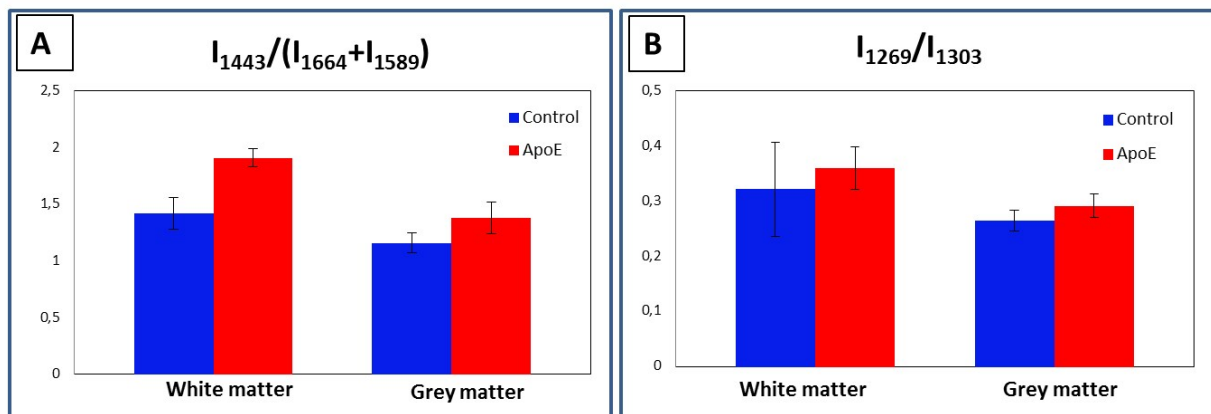 A
I1443/(I1664+I1589)
2,5
2
1,5
1
0,5
0
Control
ApoE
White matter
Grey matter
B
I1269/I1303
0,5
0,4
0,3
0,2
0,1
0
Control
ApoE
White matter
Grey matter